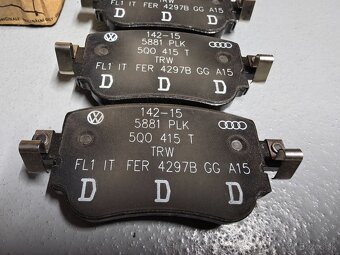 142-15
5881 PLK
5Q0 415 T
TRW
FL1 IT FER 4297B GG A15
D D D
142-15
5881 PLK
5Q0 415 T
TRW
FL1 IT FER 4297B GG A15
D D D